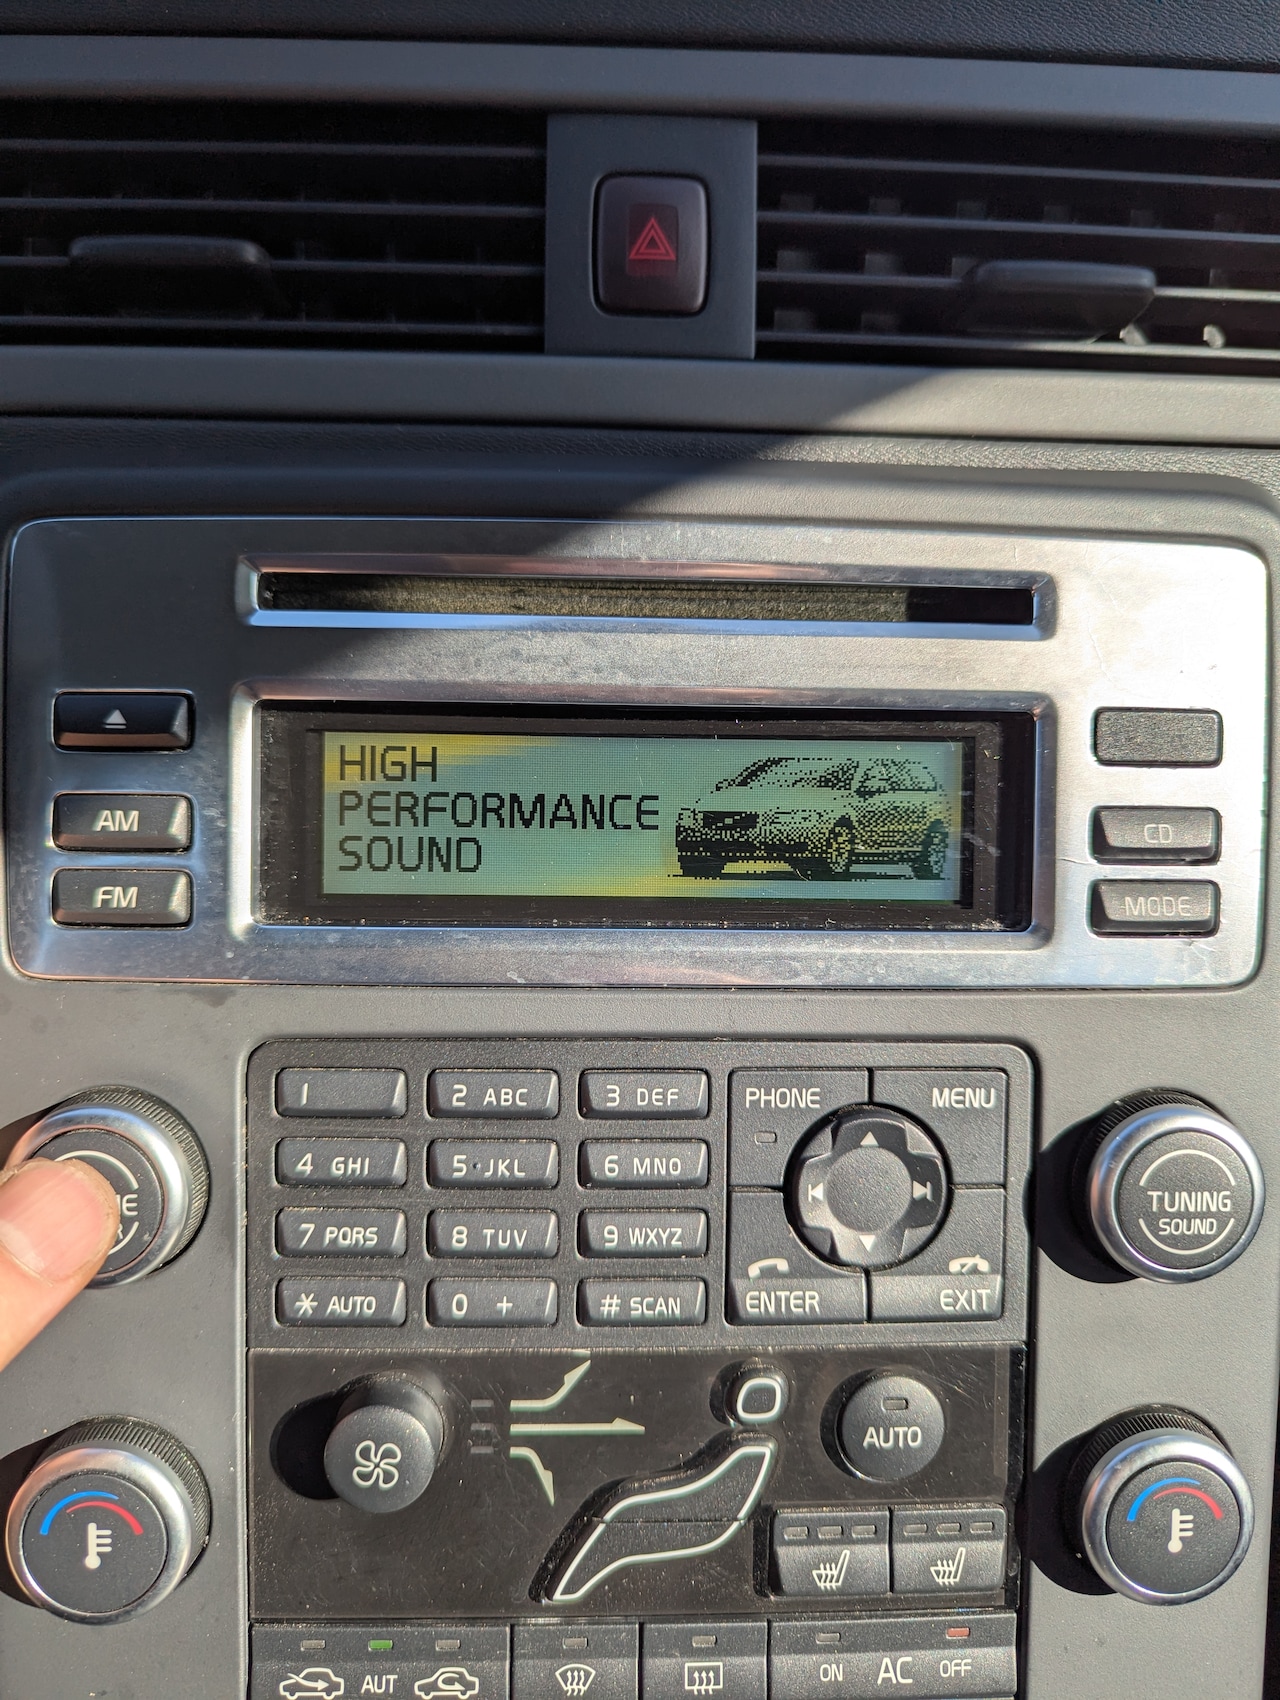 HIGH
PERFORMANCE
SOUND
AM
CD
FM
MODE
1
2 ABC
3 DEF
PHONE
MENU
4 GHI
5 JKL
6 MNO
TUNING
SOUND
7 PQRS
8 TUV
9 WXYZ
* AUTO
0 +
# SCAN
ENTER
EXIT
AUTO
AUT
ON AC OFF